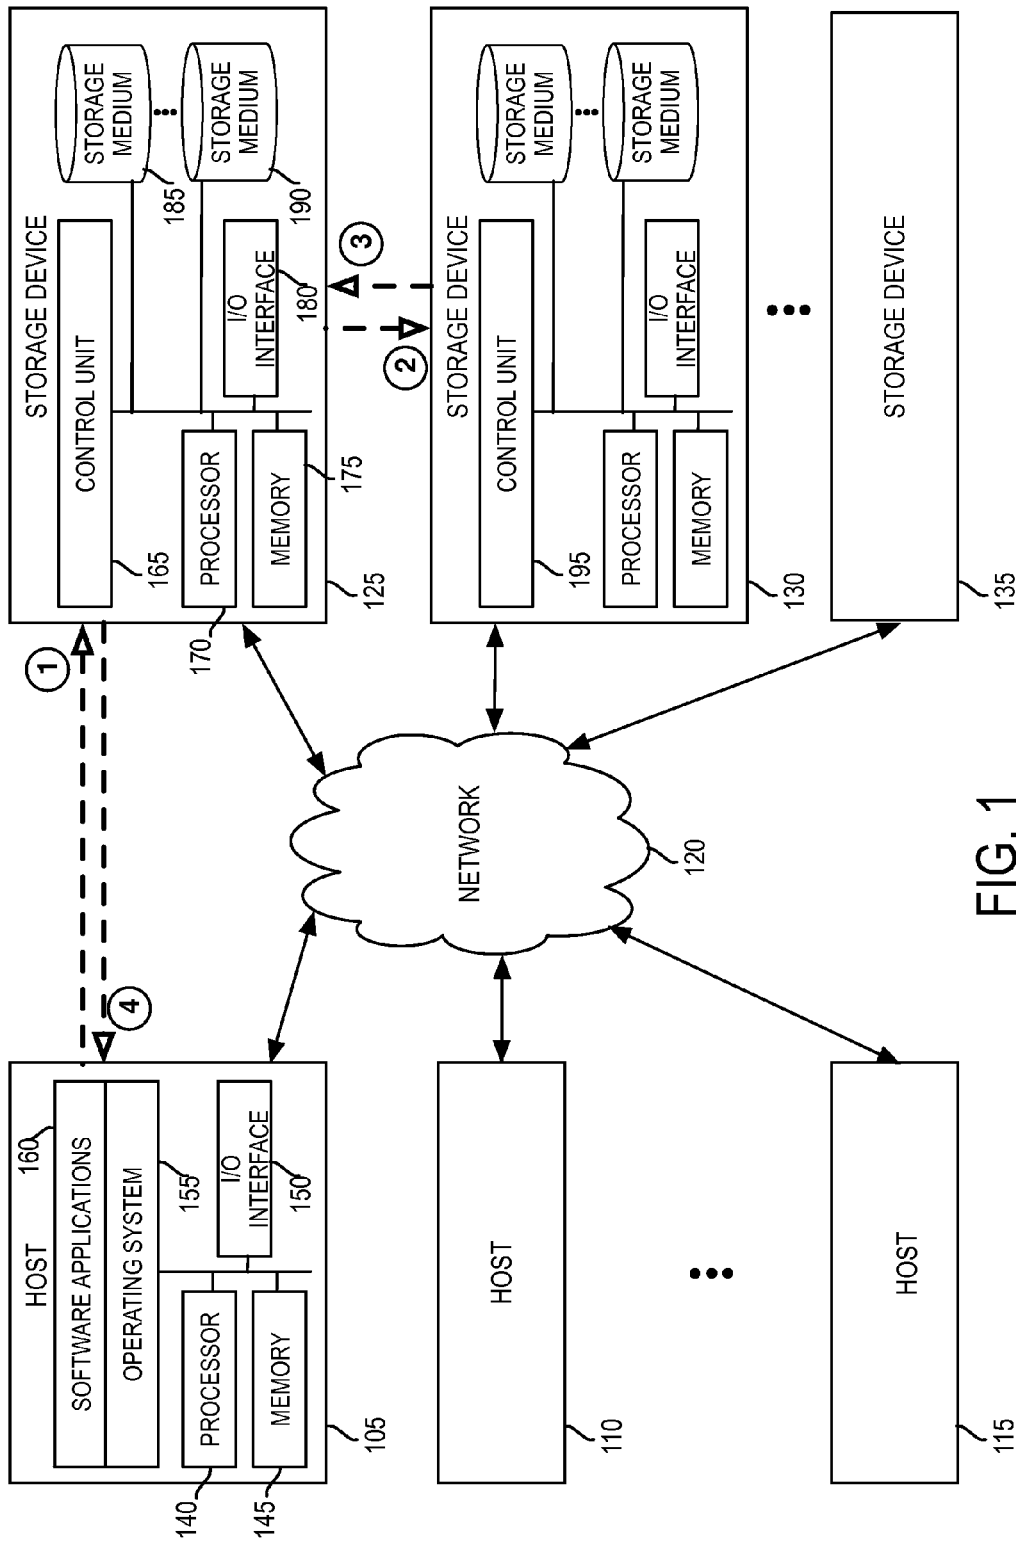 HOST
160
SOFTWARE APPLICATIONS
OPERATING SYSTEM
155
PROCESSOR
I/O
INTERFACE
MEMORY
140
145
150
105
HOST
110
HOST
115
1
4
NETWORK
120
STORAGE DEVICE
CONTROL UNIT
165
STORAGE
MEDIUM
185
STORAGE
MEDIUM
190
PROCESSOR
170
I/O
INTERFACE
180
MEMORY
175
125
2
3
STORAGE DEVICE
CONTROL UNIT
195
STORAGE
MEDIUM
STORAGE
MEDIUM
PROCESSOR
I/O
INTERFACE
MEMORY
130
STORAGE DEVICE
135
FIG. 1